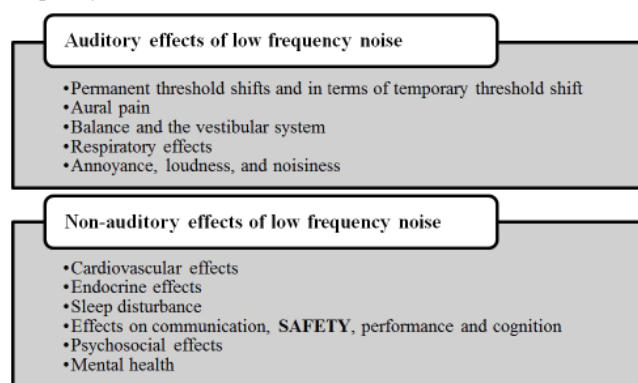 Auditory effects of low frequency noise
•Permanent threshold shifts and in terms of temporary threshold shift
•Aural pain
•Balance and the vestibular system
•Respiratory effects
•Annoyance, loudness, and noisiness
Non-auditory effects of low frequency noise
•Cardiovascular effects
•Endocrine effects
•Sleep disturbance
•Effects on communication, SAFETY, performance and cognition
•Psychosocial effects
•Mental health